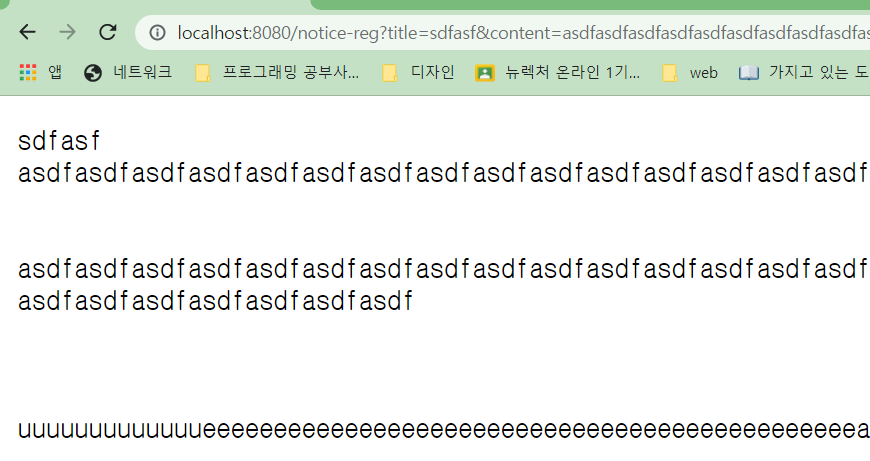 localhost:8080/notice-reg?title=sdfasf&content=asdfasdfasdfasdfasdfasdfasdfasdfasdfas
앱 네트워크 프로그래밍 공부사... 디자인 뉴렉처 온라인 1기... web 가지고 있는 도
sdfasf
asdfasdfasdfasdfasdfasdfasdfasdfasdfasdfasdfasdfasdfasdfasdf
asdfasdfasdfasdfasdfasdfasdfasdfasdfasdfasdfasdfasdfasdfasdf
asdfasdfasdfasdfasdfasdfasdf
uuuuuuuuuuuuueeeeeeeeeeeeeeeeeeeeeeeeeeeeeeeeeeeeeeeeeeeeeea